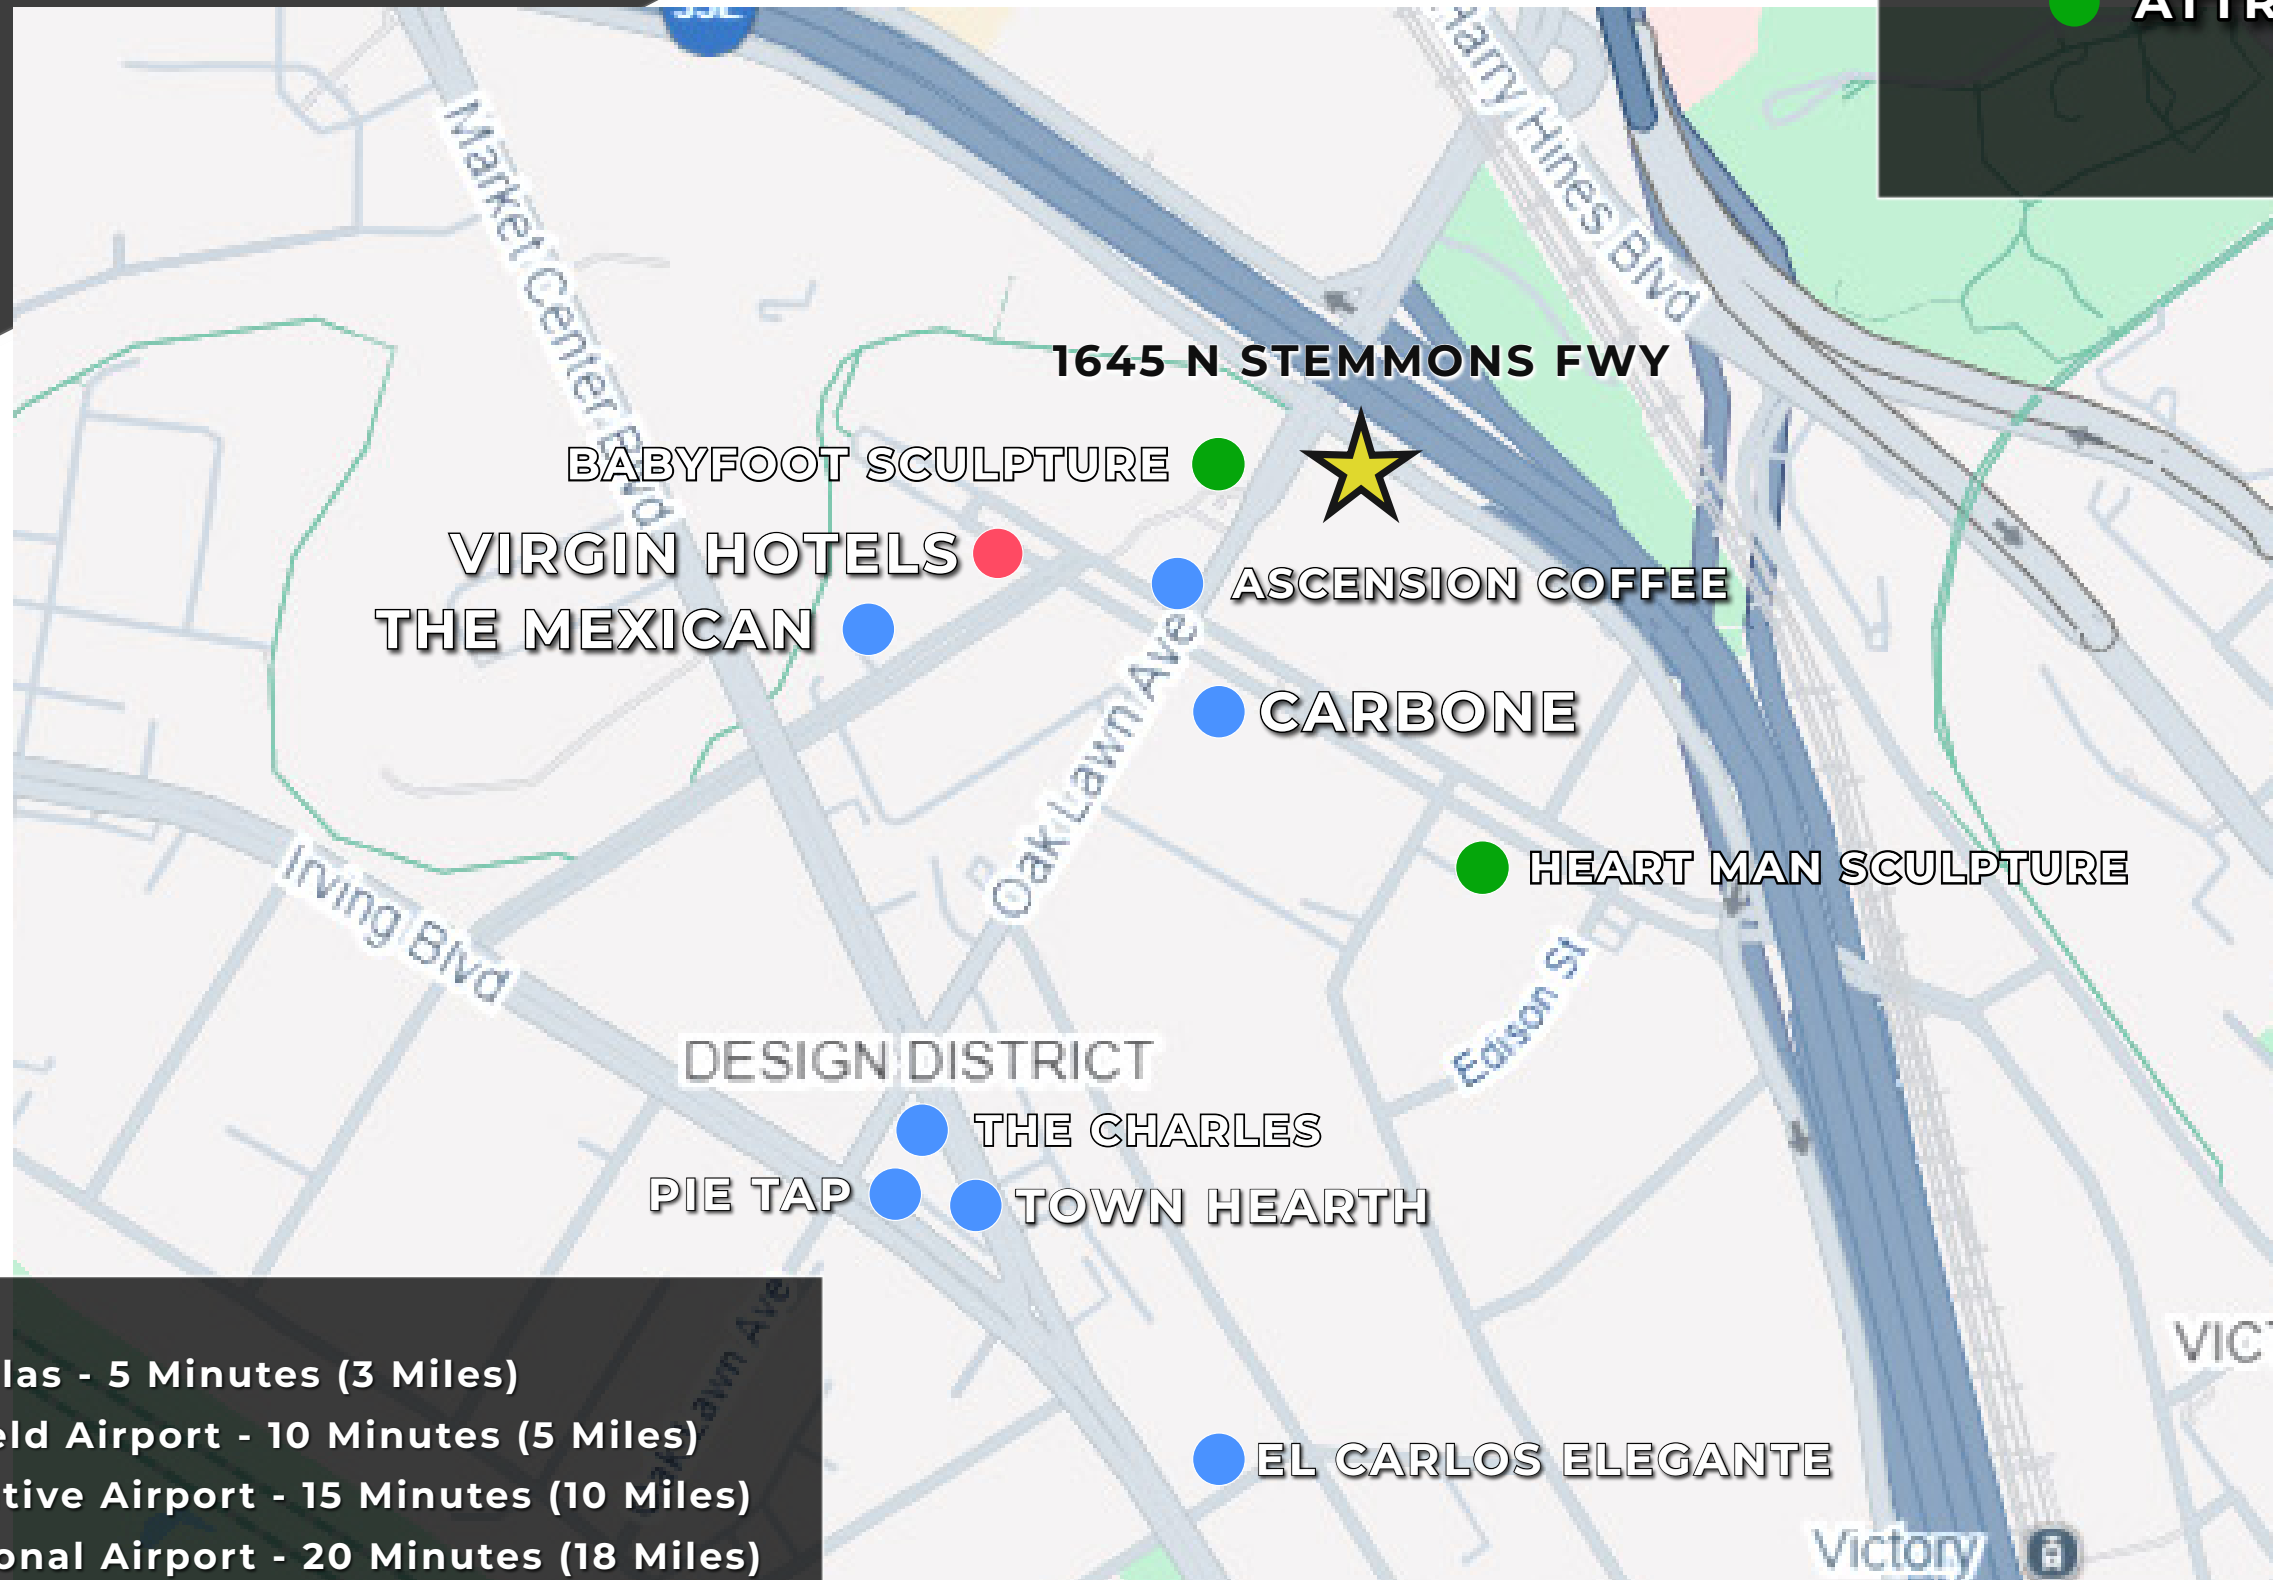 35E
Harry Hines Blvd
Market Center Blvd
1645 N STEMMONS FWY
BABYFOOT SCULPTURE
VIRGIN HOTELS
ASCENSION COFFEE
THE MEXICAN
Oak Lawn Ave
CARBONE
Irving Blvd
HEART MAN SCULPTURE
Edison St
DESIGN DISTRICT
THE CHARLES
PIE TAP
TOWN HEARTH
Lawn Ave
las - 5 Minutes (3 Miles)
eld Airport - 10 Minutes (5 Miles)
tive Airport - 15 Minutes (10 Miles)
onal Airport - 20 Minutes (18 Miles)
EL CARLOS ELEGANTE
Victory